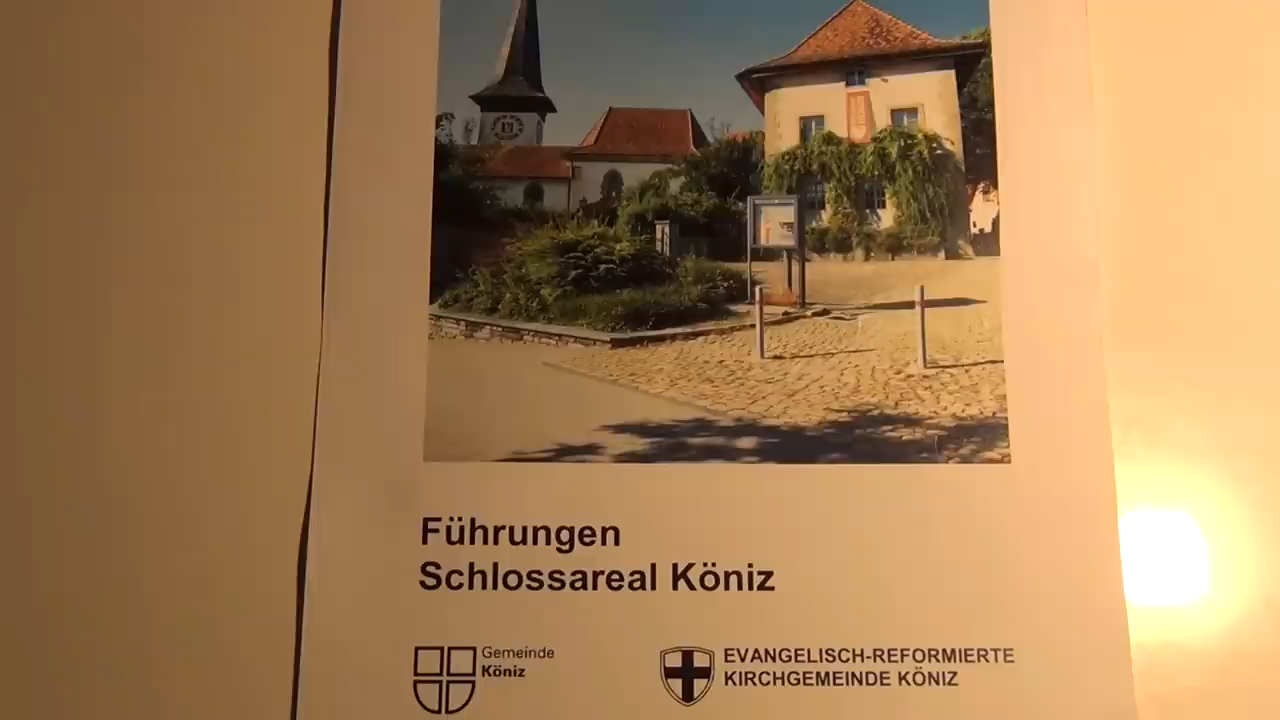 Führungen
Schlossareal Köniz
Gemeinde
Köniz
EVANGELISCH-REFORMIERTE
KIRCHGEMEINDE KÖNIZ